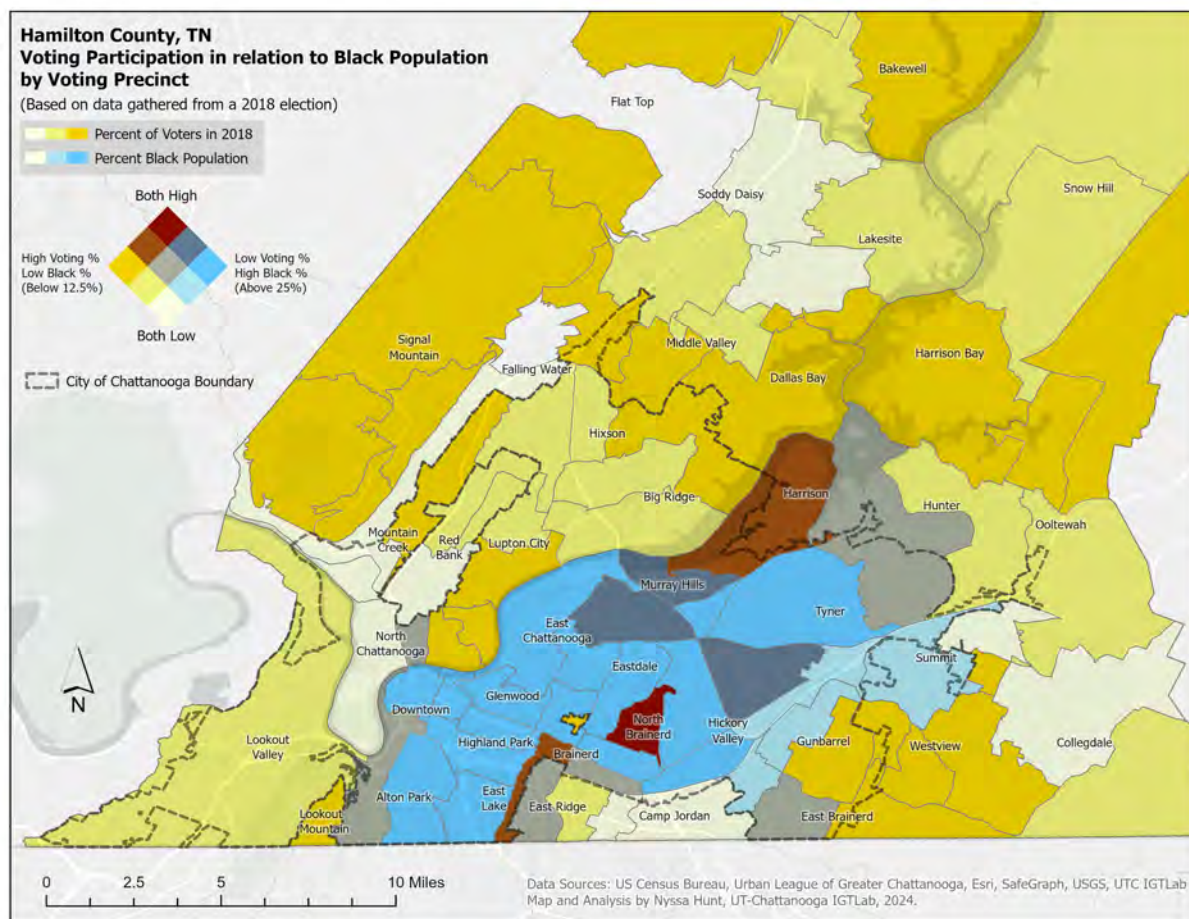 Hamilton County, TN
Voting Participation in relation to Black Population
by Voting Precinct
(Based on data gathered from a 2018 election)
Percent of Voters in 2018
Percent Black Population
Both High
High Voting %
Low Black %
(Below 12.5%)
Low Voting %
High Black %
(Above 25%)
Both Low
City of Chattanooga Boundary
Bakewell
Flat Top
Soddy Daisy
Snow Hill
Lakesite
Signal
Mountain
Middle Valley
Harrison Bay
Falling Water
Dallas Bay
Hixson
Big Ridge
Harrison
Hunter
Ooltewah
Mountain
Creek
Red
Bank
Lupton City
Murray Hills
Tyner
East
Chattanooga
North
Chattanooga
Eastdale
Summit
Glenwood
Downtown
North
Brainerd
Hickory
Valley
Highland Park
Brainerd
Gunbarrel
Westview
Collegdale
Lookout
Valley
Alton Park
East
Lake
East Ridge
Camp Jordan
East Brainerd
Lookout
Mountain
N
0 2.5 5 10 Miles
Data Sources: US Census Bureau, Urban League of Greater Chattanooga, Esri, SafeGraph, USGS, UTC IGTLab
Map and Analysis by Nyssa Hunt, UT-Chattanooga IGTLab, 2024.